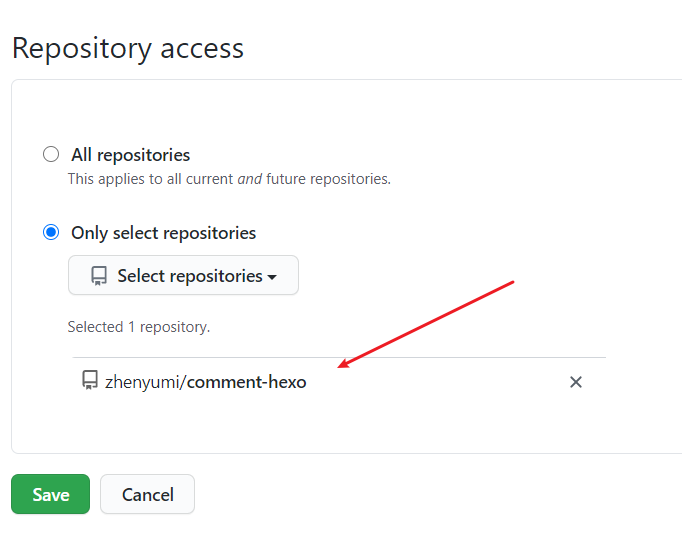 Repository access
All repositories
This applies to all current and future repositories.
Only select repositories
Select repositories
Selected 1 repository.
zhenyumi/comment-hexo
Save
Cancel